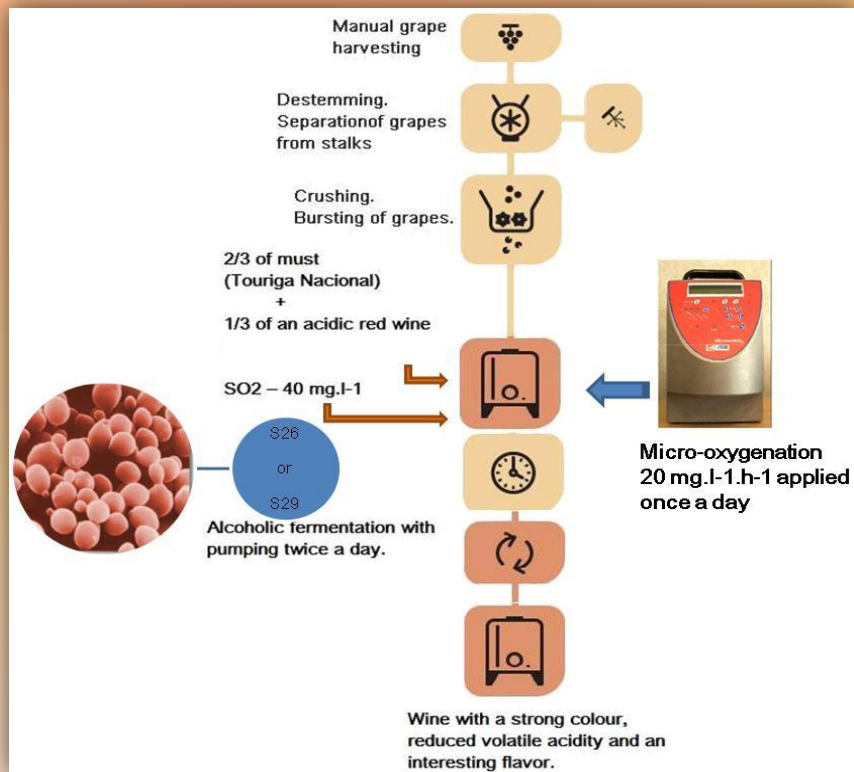 Manual grape
harvesting
Destemming.
Separationof grapes
from stalks
Crushing.
Bursting of grapes.
2/3 of must
(Touriga Nacional)
+
1/3 of an acidic red wine
SO2 – 40 mg.l-1
S26
or
S29
Alcoholic fermentation with
pumping twice a day.
Micro-oxygenation
20 mg.l-1.h-1 applied
once a day
Wine with a strong colour,
reduced volatile acidity and an
interesting flavor.